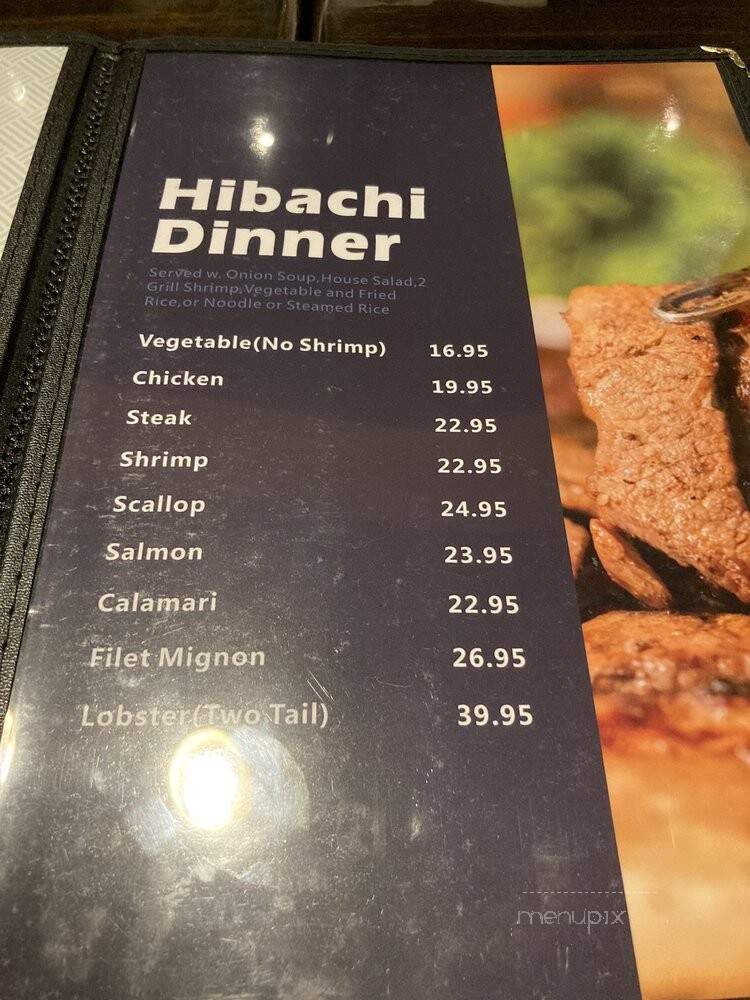 Hibachi
Dinner
Served w. Onion Soup,House Salad,2
Grill Shrimp,Vegetable and Fried
Rice,or Noodle or Steamed Rice
Vegetable(No Shrimp) 16.95
Chicken 19.95
Steak 22.95
Shrimp 22.95
Scallop 24.95
Salmon 23.95
Calamari 22.95
Filet Mignon 26.95
Lobster(Two Tail) 39.95
menupix